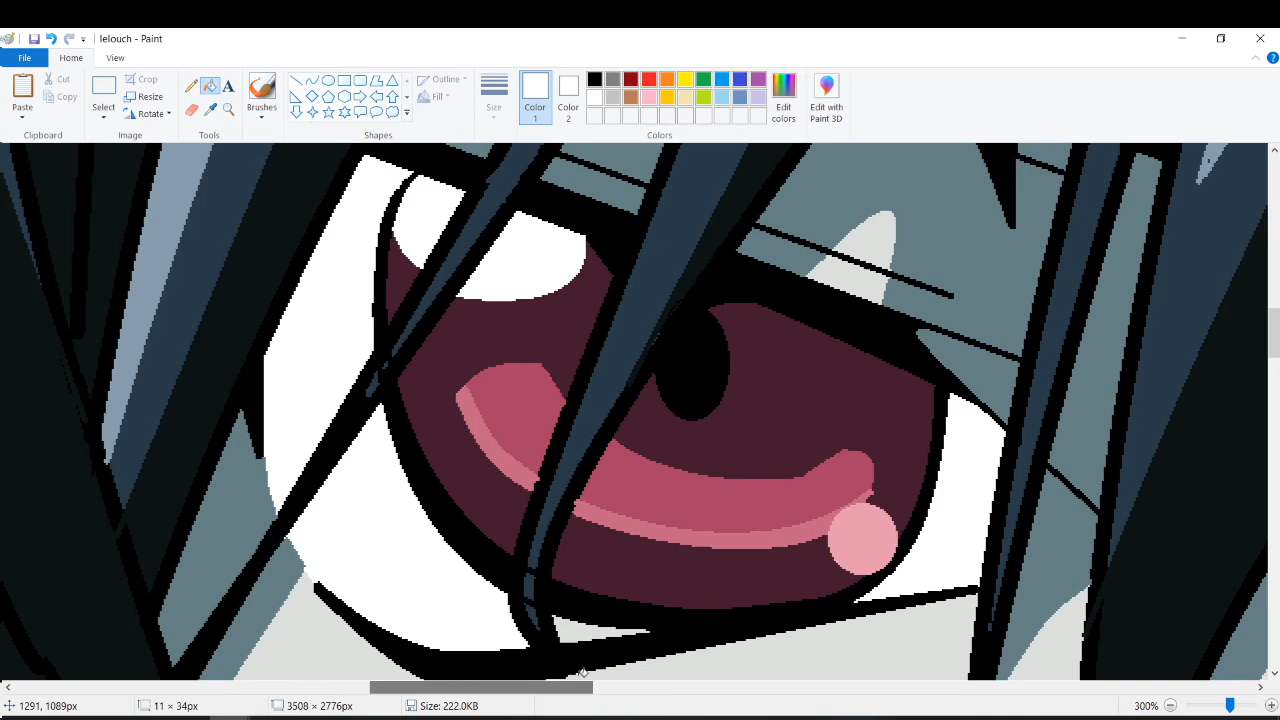 lelouch - Paint
File Home View
Paste Cut Copy Select Crop Resize Rotate Brushes Outline Fill Size Color 1 Color 2 Edit colors Edit with Paint 3D
Clipboard Image Tools Shapes Colors
1291, 1089px 11 × 34px 3508 × 2776px Size: 222.0KB 300%